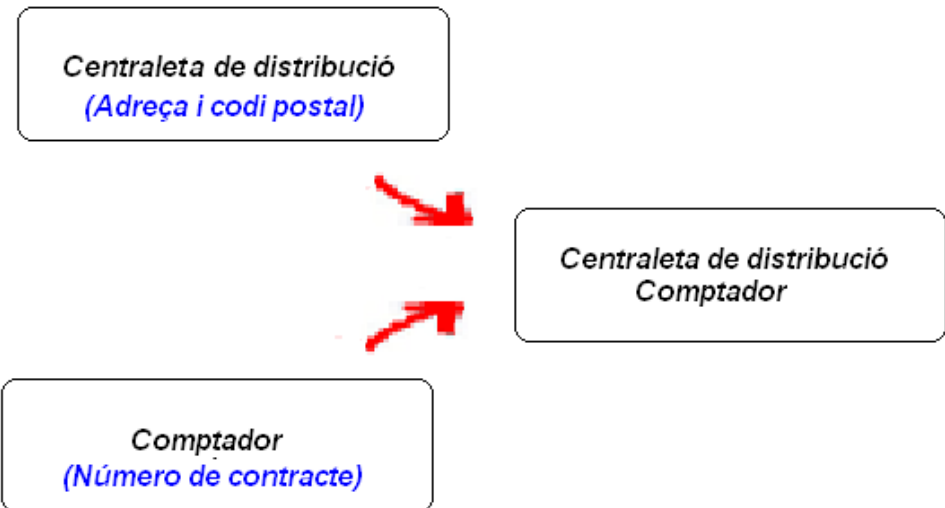 Centraleta de distribució
(Adreça i codi postal)
Centraleta de distribució
Comptador
Comptador
(Número de contracte)